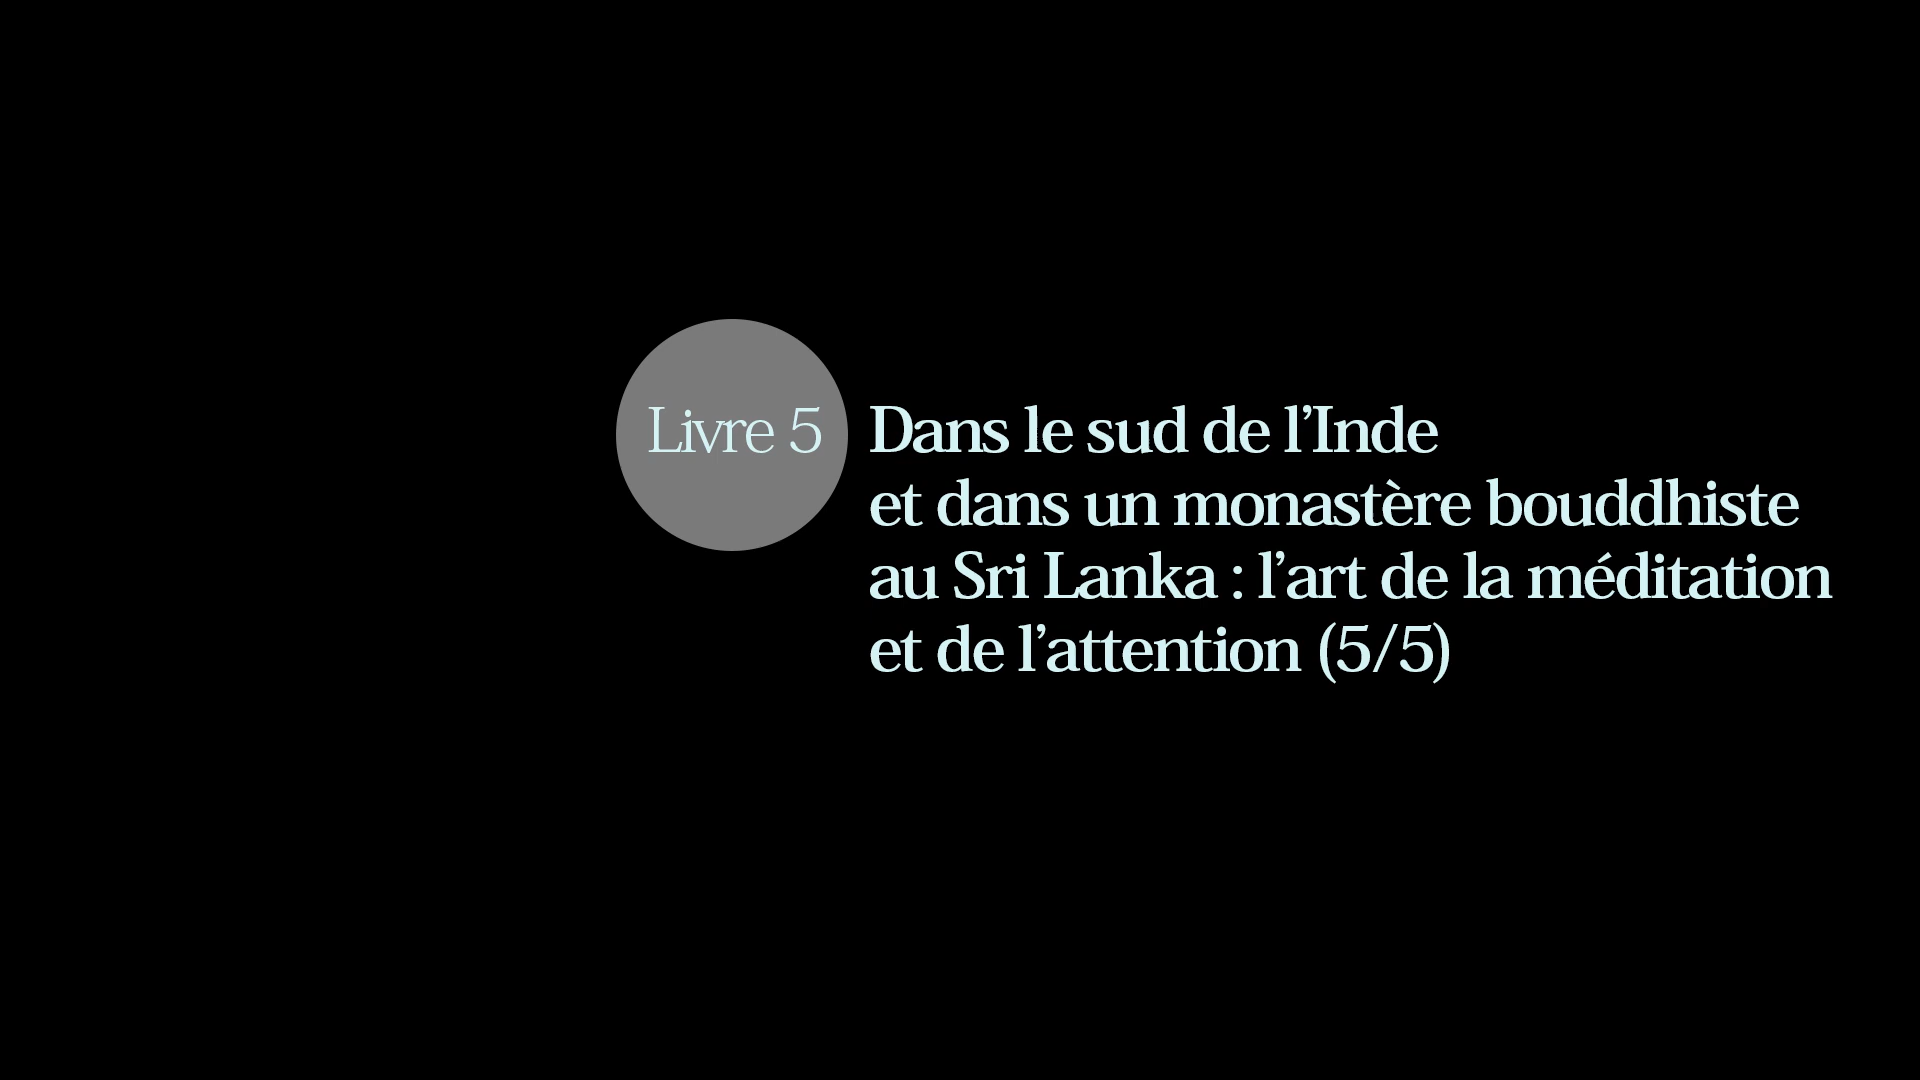 Livre 5
Dans le sud de l’Inde
et dans un monastère bouddhiste
au Sri Lanka : l’art de la méditation
et de l’attention (5/5)